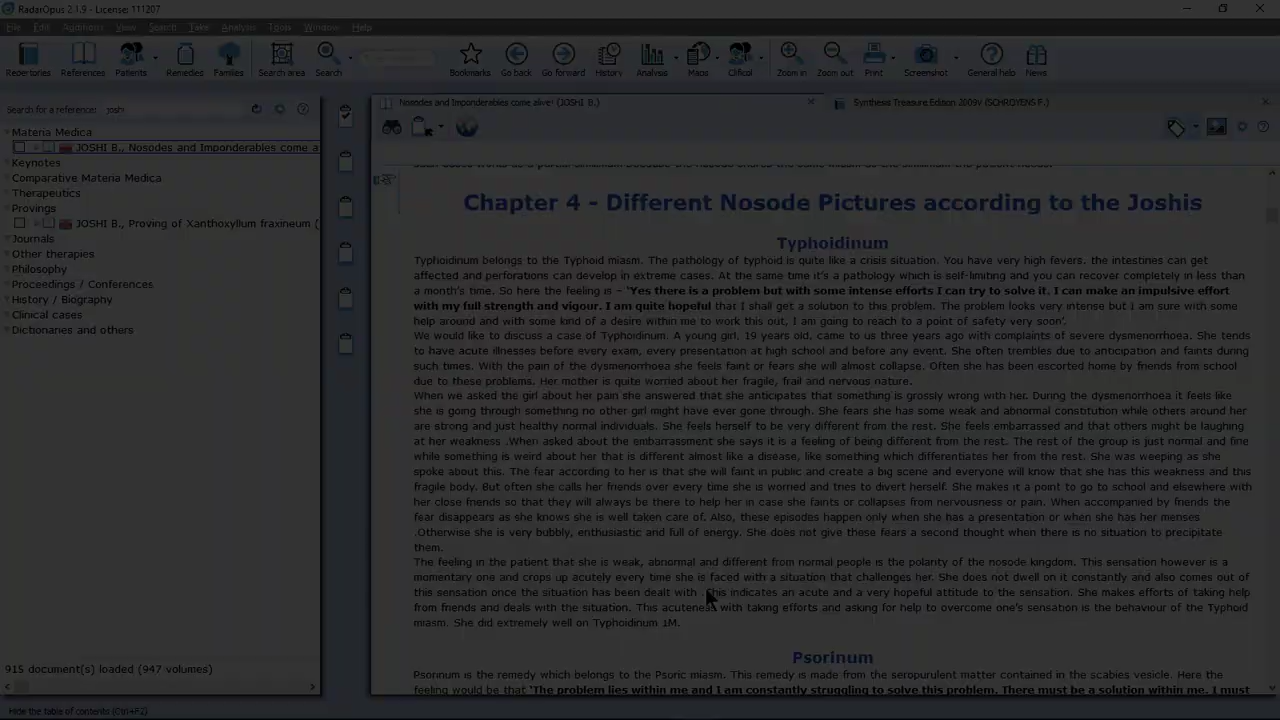 RadarOpus 2.1.9 - License: 111207
File Edit Additions View Search Take Analysis Tools Window Help
Repertories References Patients Remedies Families Search area Search Bookmarks Go back Go forward History Analysis Maps Clificol Zoom in Zoom out Print Screenshot General help News
Search for a reference: joshi
Materia Medica
JOSHI B., Nosodes and Imponderables come a
Keynotes
Comparative Materia Medica
Therapeutics
Provings
JOSHI B., Proving of Xanthoxyllum fraxineum (
Journals
Other therapies
Philosophy
Proceedings / Conferences
History / Biography
Clinical cases
Dictionaries and others
915 document(s) loaded (947 volumes)
Hide the table of contents (Ctrl+F2)
Nosodes and Imponderables come alive! (JOSHI B.)
Synthesis Treasure Edison 2009V (SCHROYENS F.)
Chapter 4 - Different Nosode Pictures according to the Joshis
Typhoidinum
Typhoidinum belongs to the Typhoid miasm. The pathology of typhoid is quite like a crisis situation. You have very high fevers, the intestines can get
affected and perforations can develop in extreme cases. At the same time it's a pathology which is self-limiting and you can recover completely in less than
a month's time. So here the feeling is – 'Yes there is a problem but with some intense efforts I can try to solve it. I can make an impulsive effort
with my full strength and vigour. I am quite hopeful that I shall get a solution to this problem. The problem looks very intense but I am sure with some
help around and with some kind of a desire within me to work this out, I am going to reach to a point of safety very soon'.
We would like to discuss a case of Typhoidinum. A young girl, 19 years old, came to us three years ago with complaints of severe dysmenorrhoea. She tends
to have acute illnesses before every exam, every presentation at high school and before any event. She often trembles due to anticipation and faints during
such times. With the pain of the dysmenorrhoea she feels faint or fears she will almost collapse. Often she has been escorted home by friends from school
due to these problems. Her mother is quite worried about her fragile, frail and nervous nature.
When we asked the girl about her pain she answered that she anticipates that something is grossly wrong with her. During the dysmenorrhoea it feels like
she is going through something no other girl might have ever gone through. She fears she has some weak and abnormal constitution while others around her
are strong and just healthy normal individuals. She feels herself to be very different from the rest. She feels embarrassed and that others might be laughing
at her weakness .When asked about the embarrassment she says it is a feeling of being different from the rest. The rest of the group is just normal and fine
while something is weird about her that is different almost like a disease, like something which differentiates her from the rest. She was weeping as she
spoke about this. The fear according to her is that she will faint in public and create a big scene and everyone will know that she has this weakness and this
fragile body. But often she calls her friends over every time she is worried and tries to divert herself. She makes it a point to go to school and elsewhere with
her close friends so that they will always be there to help her in case she faints or collapses from nervousness or pain. When accompanied by friends the
fear disappears as she knows she is well taken care of. Also, these episodes happen only when she has a presentation or when she has her menses
.Otherwise she is very bubbly, enthusiastic and full of energy. She does not give these fears a second thought when there is no situation to precipitate
them.
The feeling in the patient that she is weak, abnormal and different from normal people is the polarity of the nosode kingdom. This sensation however is a
momentary one and crops up acutely every time she is faced with a situation that challenges her. She does not dwell on it constantly and also comes out of
this sensation once the situation has been dealt with .This indicates an acute and a very hopeful attitude to the sensation. She makes efforts of taking help
from friends and deals with the situation. This acuteness with taking efforts and asking for help to overcome one's sensation is the behaviour of the Typhoid
miasm. She did extremely well on Typhoidinum 1M.
Psorinum
Psorinum is the remedy which belongs to the Psoric miasm. This remedy is made from the seropurulent matter contained in the scabies vesicle. Here the
feeling would be that 'The problem lies within me and I am constantly struggling to solve this problem. There must be a solution within me. I must